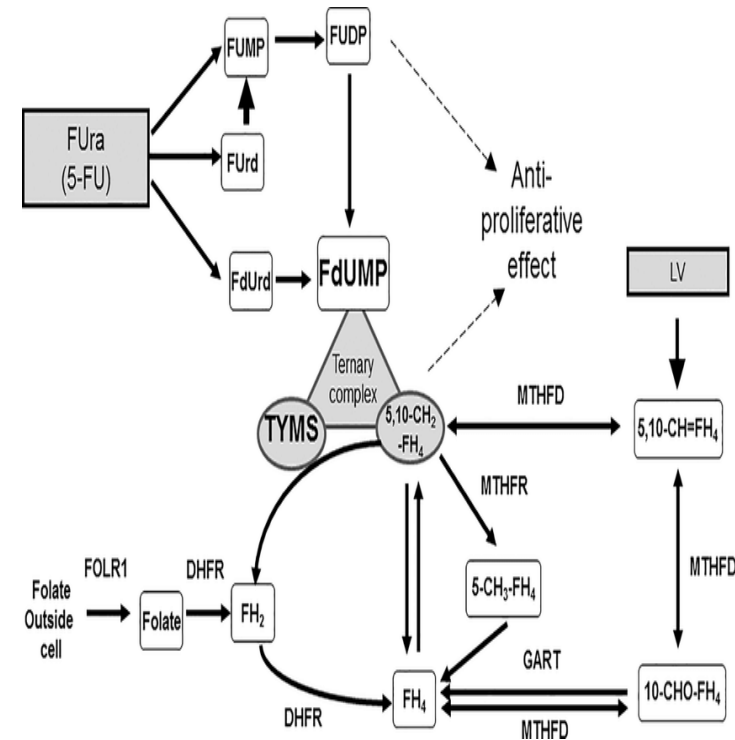 FUMP
FUDP
FUra
(5-FU)
FUrd
Anti-
proliferative
effect
FdUrd
FdUMP
LV
Ternary
complex
TYMS
5,10-CH₂
-FH₄
MTHFD
5,10-CH=FH₄
MTHFR
FOLR1
DHFR
MTHFD
Folate
Outside
cell
Folate
FH₂
5-CH₃-FH₄
GART
FH₄
10-CHO-FH₄
DHFR
MTHFD